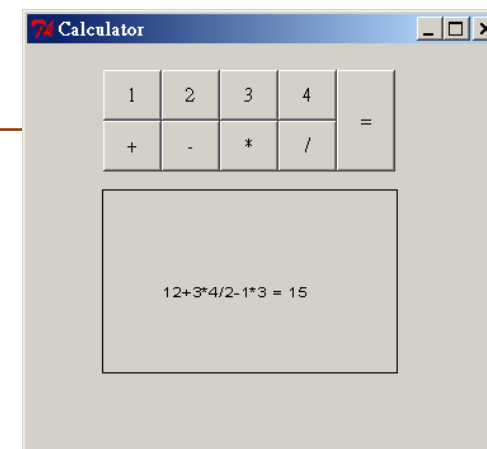 Calculator
1 2 3 4
=
+ - * /
12+3*4/2-1*3 = 15